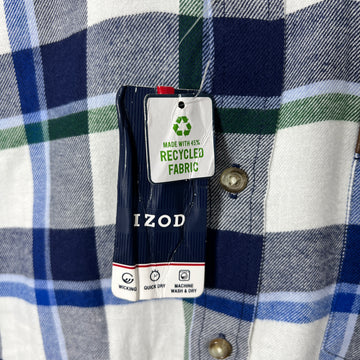 MADE WITH 45%
RECYCLED
FABRIC
IZOD
WICKING
QUICK DRY
MACHINE
WASH & DRY